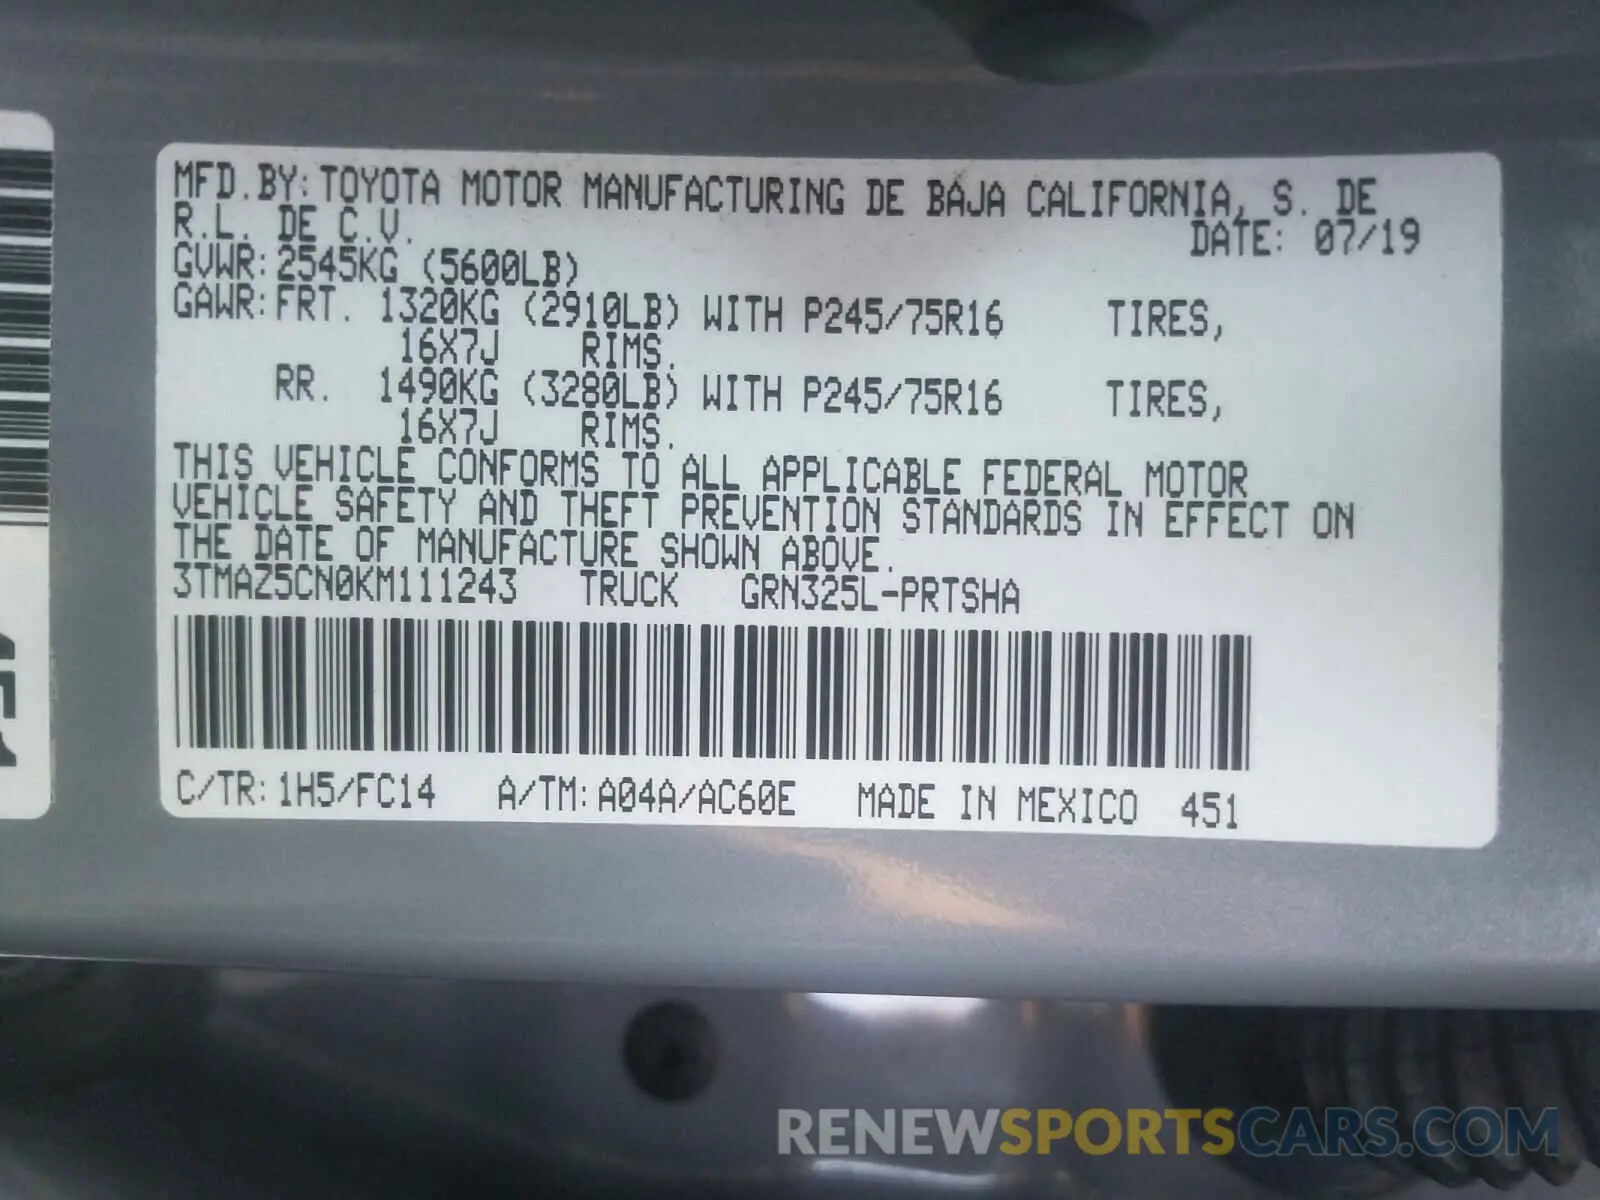 MFD.BY: TOYOTA MOTOR MANUFACTURING DE BAJA CALIFORNIA, S. DE
R.L. DE C.V.
DATE: 07/19
GVWR: 2545KG (5600LB)
GAWR: FRT. 1320KG (2910LB) WITH P245/75R16 TIRES,
16X7J RIMS.
RR. 1490KG (3280LB) WITH P245/75R16 TIRES,
16X7J RIMS.
THIS VEHICLE CONFORMS TO ALL APPLICABLE FEDERAL MOTOR
VEHICLE SAFETY AND THEFT PREVENTION STANDARDS IN EFFECT ON
THE DATE OF MANUFACTURE SHOWN ABOVE.
3TMAZ5CN0KM111243 TRUCK GRN325L-PRTSHA
C/TR: 1H5/FC14 A/TM: A04A/AC60E MADE IN MEXICO 451
RENEWSPORTSCARS.COM